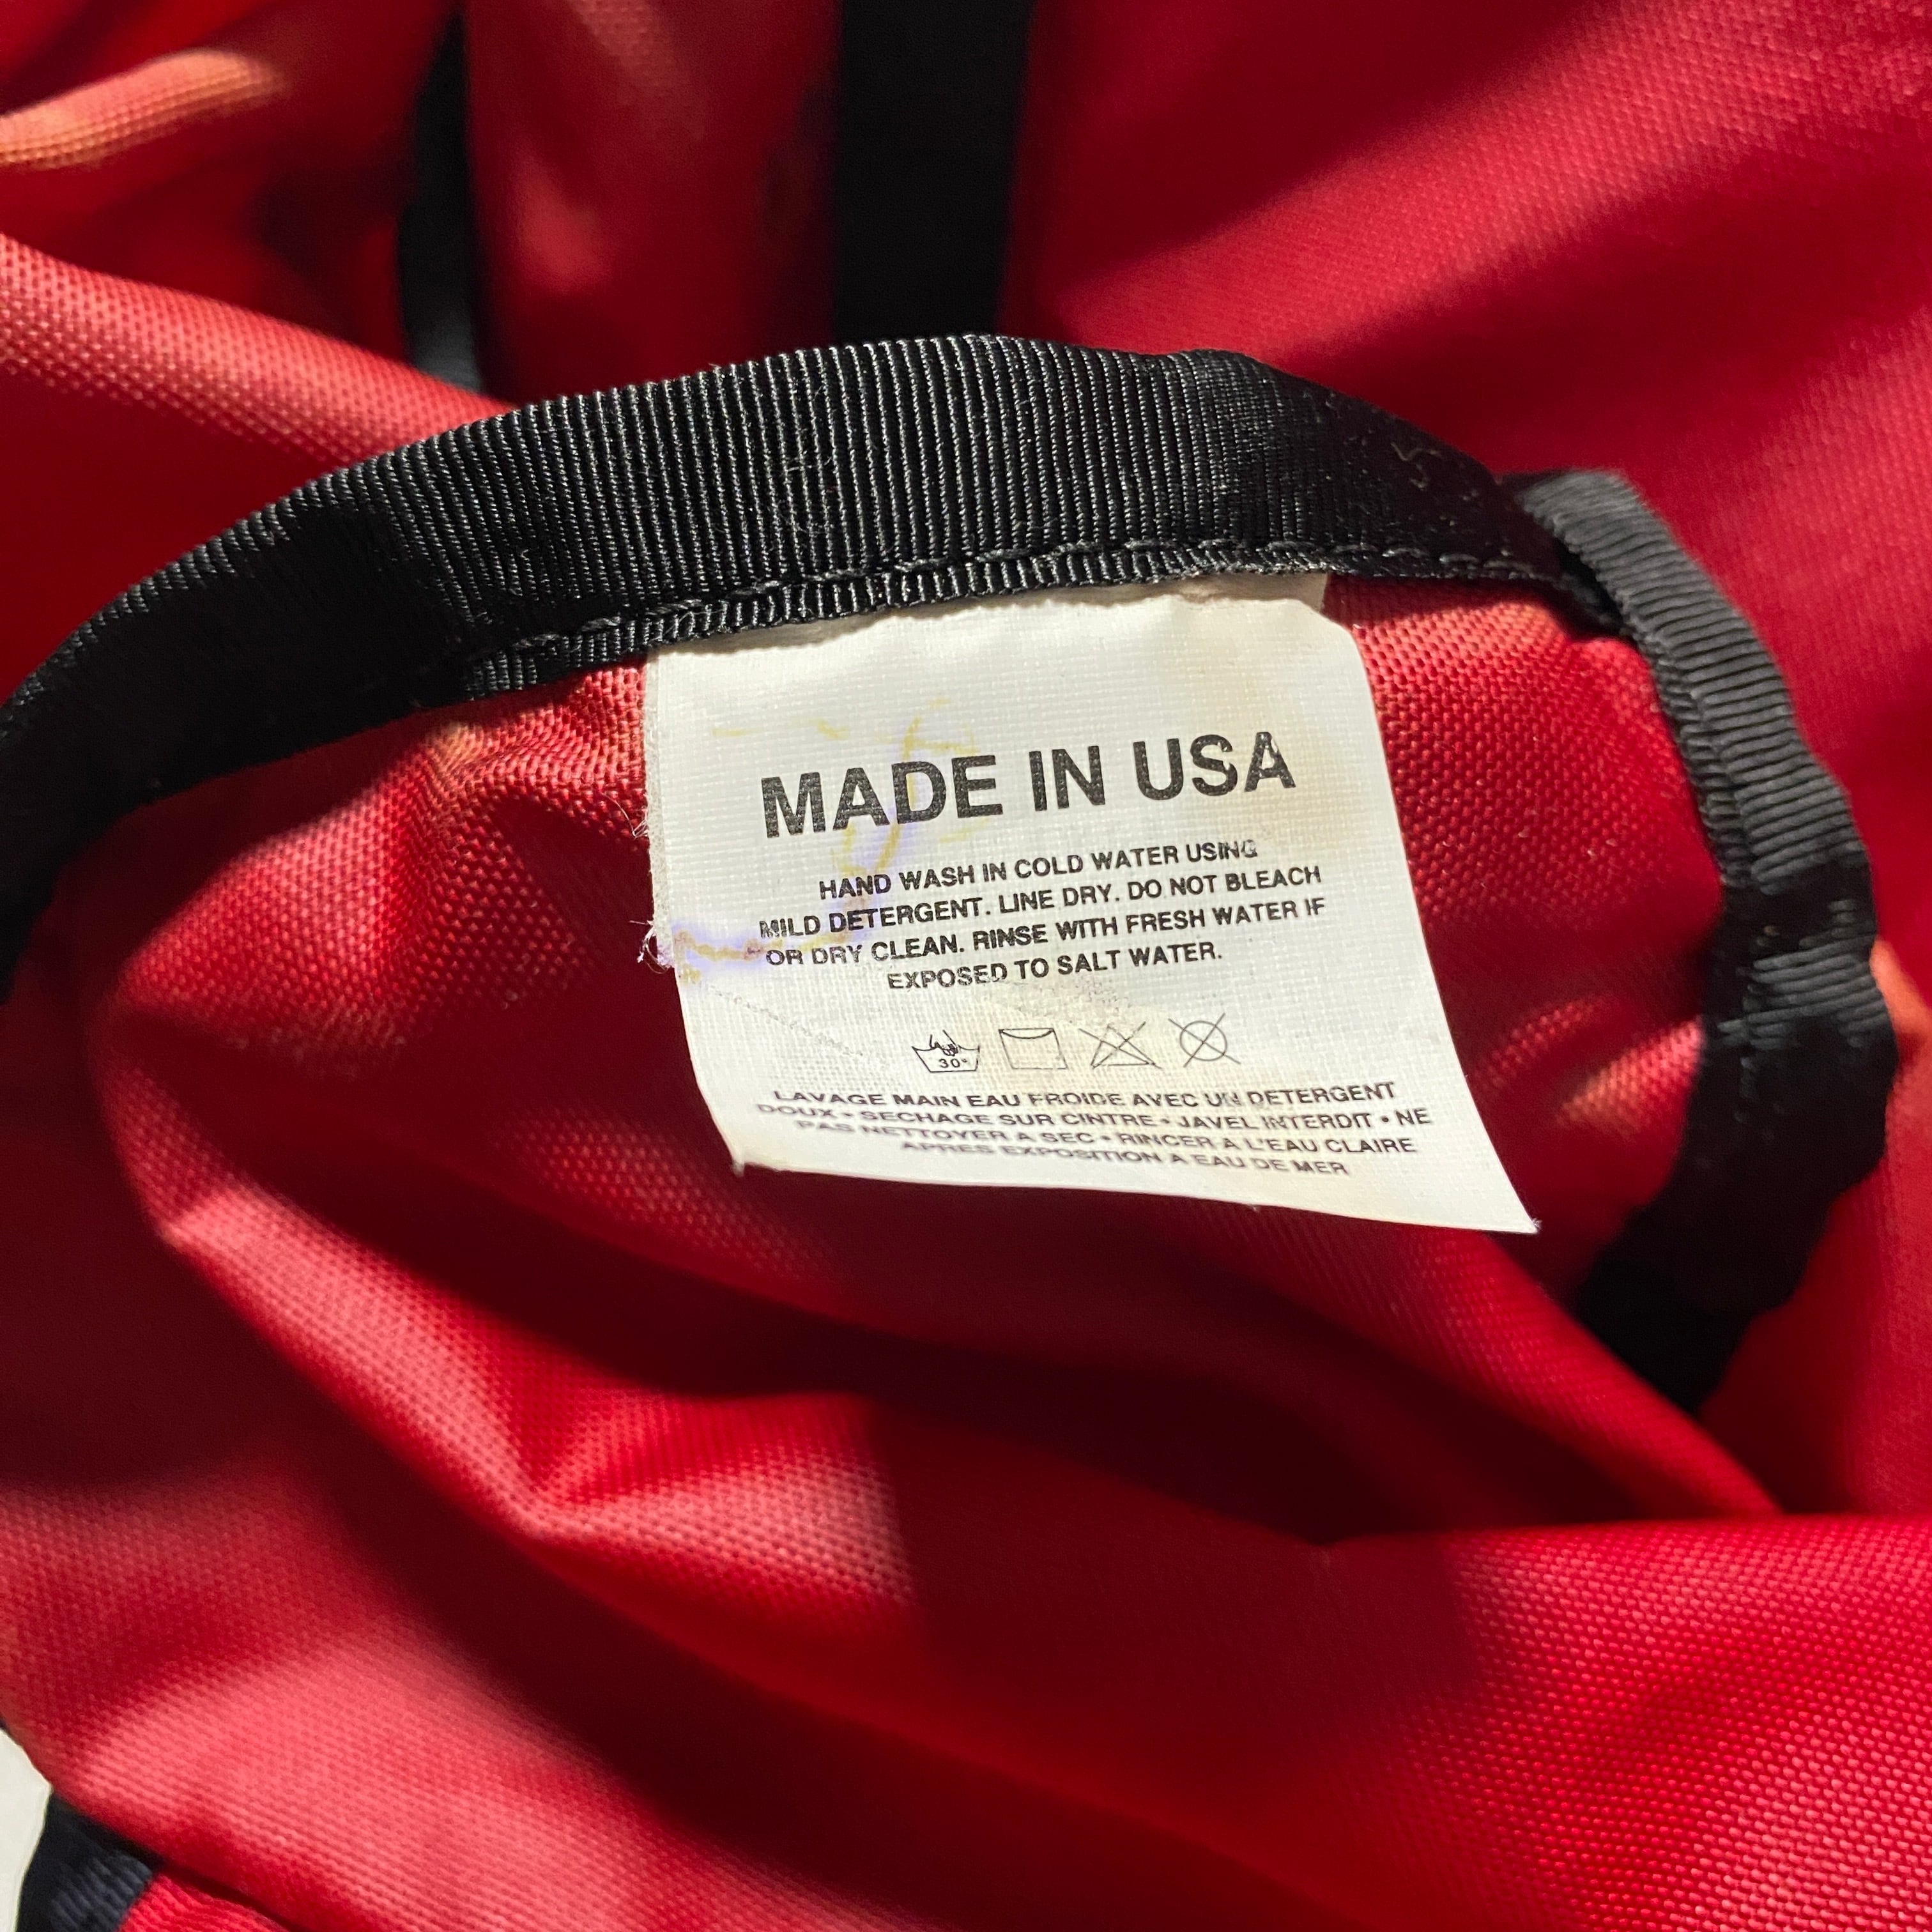 MADE IN USA
HAND WASH IN COLD WATER USING
MILD DETERGENT. LINE DRY. DO NOT BLEACH
OR DRY CLEAN. RINSE WITH FRESH WATER IF
EXPOSED TO SALT WATER.
30°
LAVAGE MAIN EAU FROIDE AVEC UN DETERGENT
DOUX • SECHAGE SUR CINTRE • JAVEL INTERDIT • NE
PAS NETTOYER A SEC • RINCER A L'EAU CLAIRE
APRES EXPOSITION A EAU DE MER